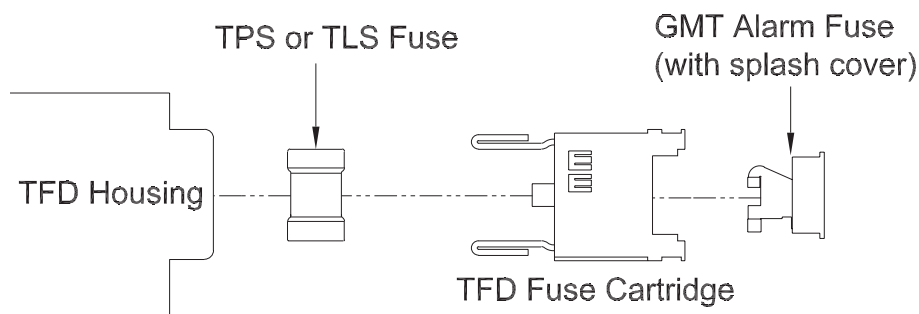 TPS or TLS Fuse
GMT Alarm Fuse
(with splash cover)
TFD Housing
TFD Fuse Cartridge